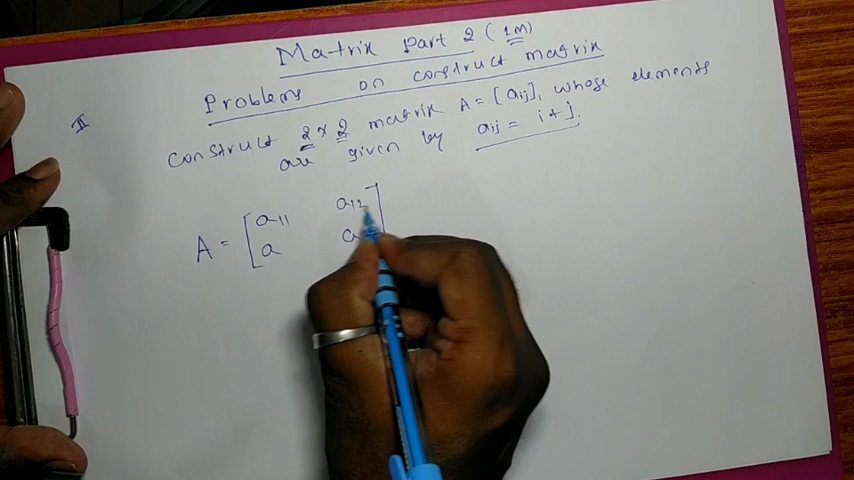 Matrix Part 2 (1M)
Problems on construct matrix
I construct 2 x 2 matrix A = [aij], whose elements
are given by aij = i + j.
A = [ a11 a12
a a ]